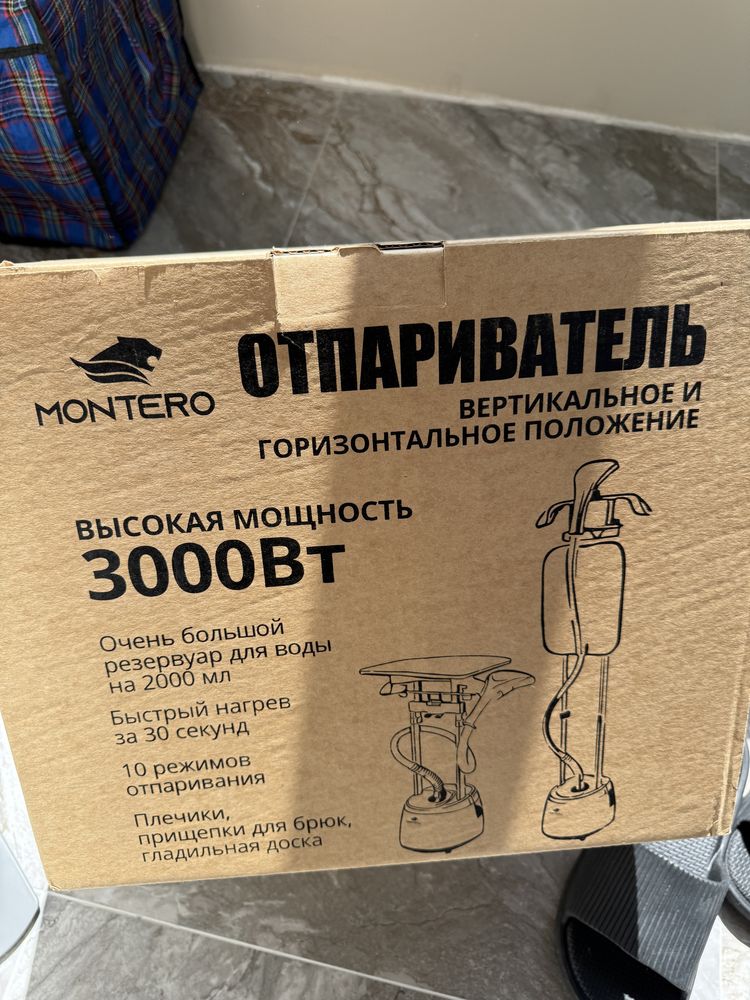 MONTERO
ОТПАРИВАТЕЛЬ
ВЕРТИКАЛЬНОЕ И
ГОРИЗОНТАЛЬНОЕ ПОЛОЖЕНИЕ
ВЫСОКАЯ МОЩНОСТЬ
3000Вт
Очень большой
резервуар для воды
на 2000 мл
Быстрый нагрев
за 30 секунд
10 режимов
отпаривания
Плечики,
прищепки для брюк,
гладильная доска